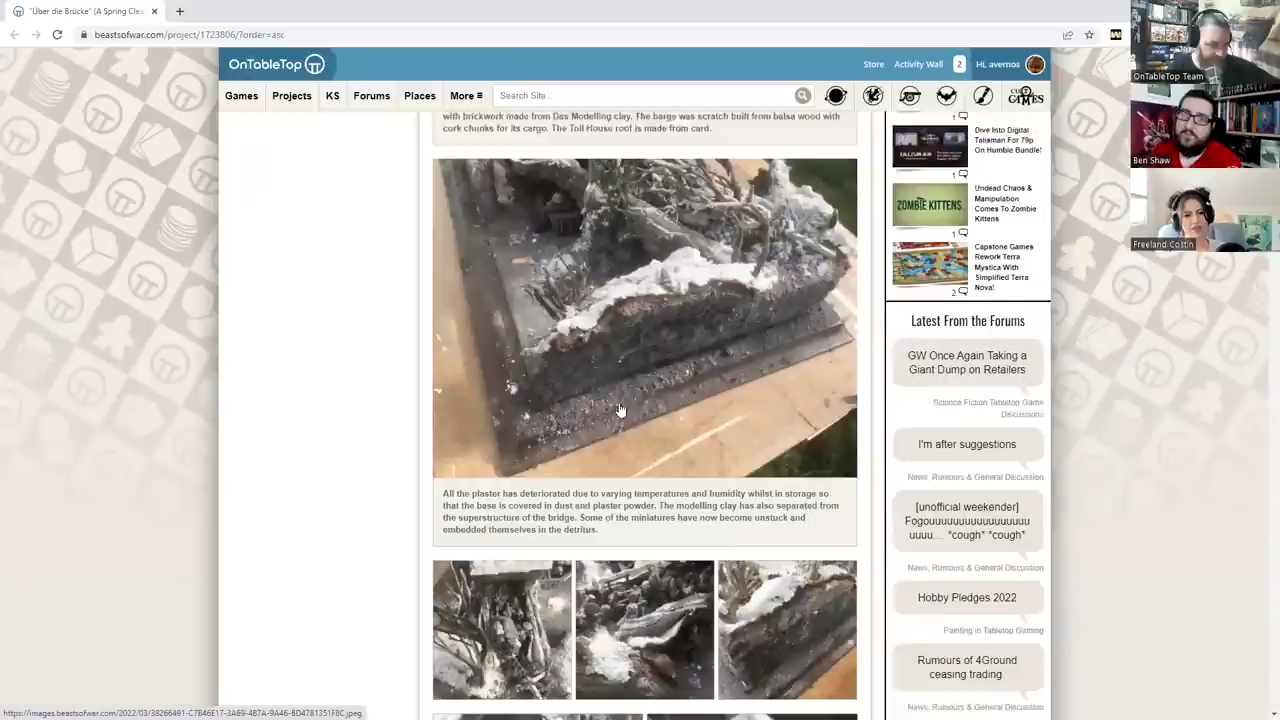 "Über die Brücke" (A Spring Clea
beastsofwar.com/project/1723806/?order=asc
OnTableTop
Store
Activity Wall
2
Hi, avernos
Games
Projects
KS
Forums
Places
More
Search Site...
GAMES
with brickwork made from Das Modelling clay. The barge was scratch built from balsa wood with
cork chunks for its cargo. The Toll House roof is made from card.
All the plaster has deteriorated due to varying temperatures and humidity whilst in storage so
that the base is covered in dust and plaster powder. The modelling clay has also separated from
the superstructure of the bridge. Some of the miniatures have now become unstuck and
embedded themselves in the detritus.
1
Dive Into Digital
Talisman For 79p
On Humble Bundle!
TALISMAN
1
ZOMBIE KITTENS
Undead Chaos &
Manipulation
Comes To Zombie
Kittens
1
Capstone Games
Rework Terra
Mystica With
Simplified Terra
Nova!
2
Latest From the Forums
GW Once Again Taking a
Giant Dump on Retailers
Science Fiction Tabletop Game
Discussions
I'm after suggestions
News, Rumours & General Discussion
[unofficial weekender]
Fogouuuuuuuuuuuuuuuuu
uuuu.... *cough* *cough*
News, Rumours & General Discussion
Hobby Pledges 2022
Painting in Tabletop Gaming
Rumours of 4Ground
ceasing trading.
News, Rumours & General Discussion
OnTableTop Team
Ben Shaw
Freeland Costin